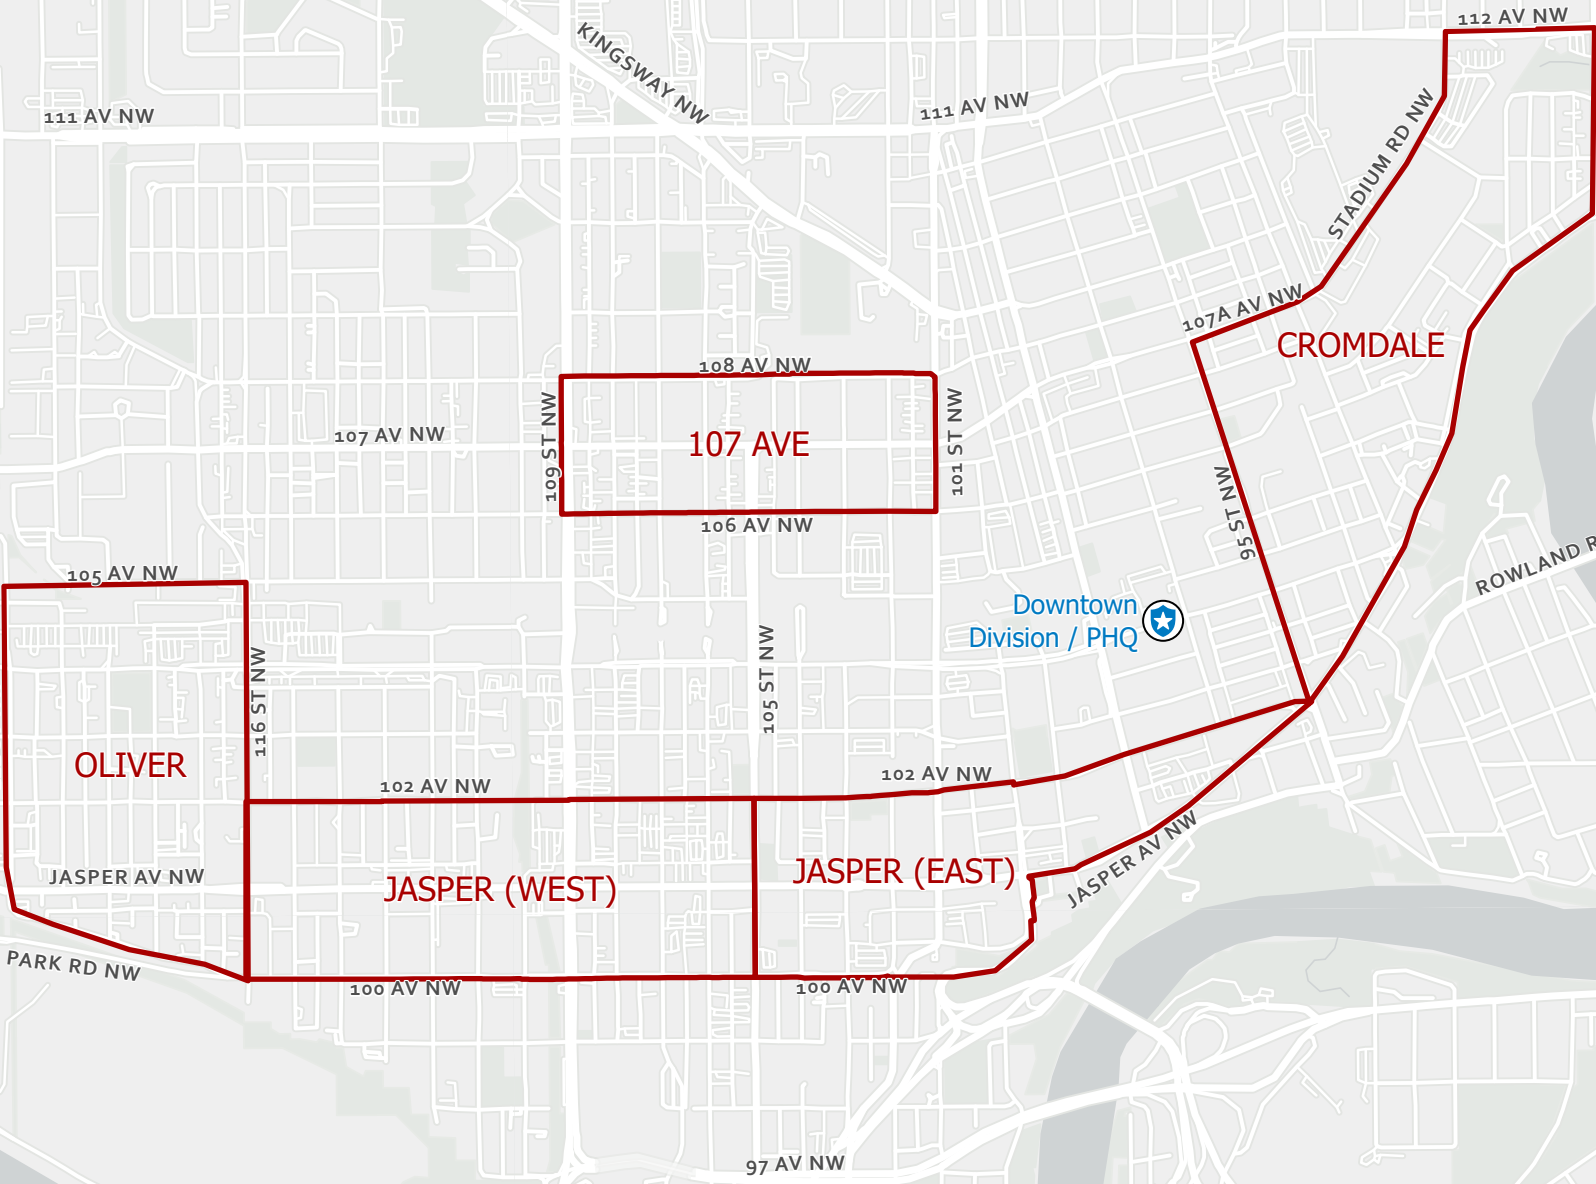 112 AV NW
KINGSWAY NW
111 AV NW
111 AV NW
STADIUM RD NW
107A AV NW
CROMDALE
108 AV NW
109 ST NW
107 AVE
101 ST NW
107 AV NW
106 AV NW
95 ST NW
ROWLAND R
105 AV NW
Downtown
Division / PHQ
116 ST NW
105 ST NW
OLIVER
102 AV NW
102 AV NW
JASPER AV NW
JASPER (WEST)
JASPER (EAST)
JASPER AV NW
PARK RD NW
100 AV NW
100 AV NW
97 AV NW